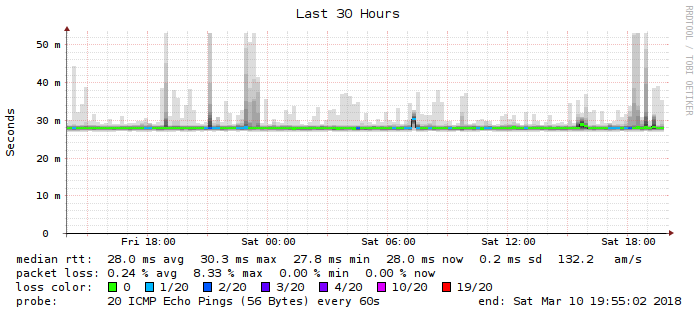 Last 30 Hours
RRDTOOL / TOBI OETIKER
Seconds
50 m
40 m
30 m
20 m
10 m
0
Fri 18:00 Sat 00:00 Sat 06:00 Sat 12:00 Sat 18:00
median rtt: 28.0 ms avg 30.3 ms max 27.8 ms min 28.0 ms now 0.2 ms sd 132.2 am/s
packet loss: 0.24 % avg 8.33 % max 0.00 % min 0.00 % now
loss color: 0 1/20 2/20 3/20 4/20 10/20 19/20
probe: 20 ICMP Echo Pings (56 Bytes) every 60s end: Sat Mar 10 19:55:02 2018